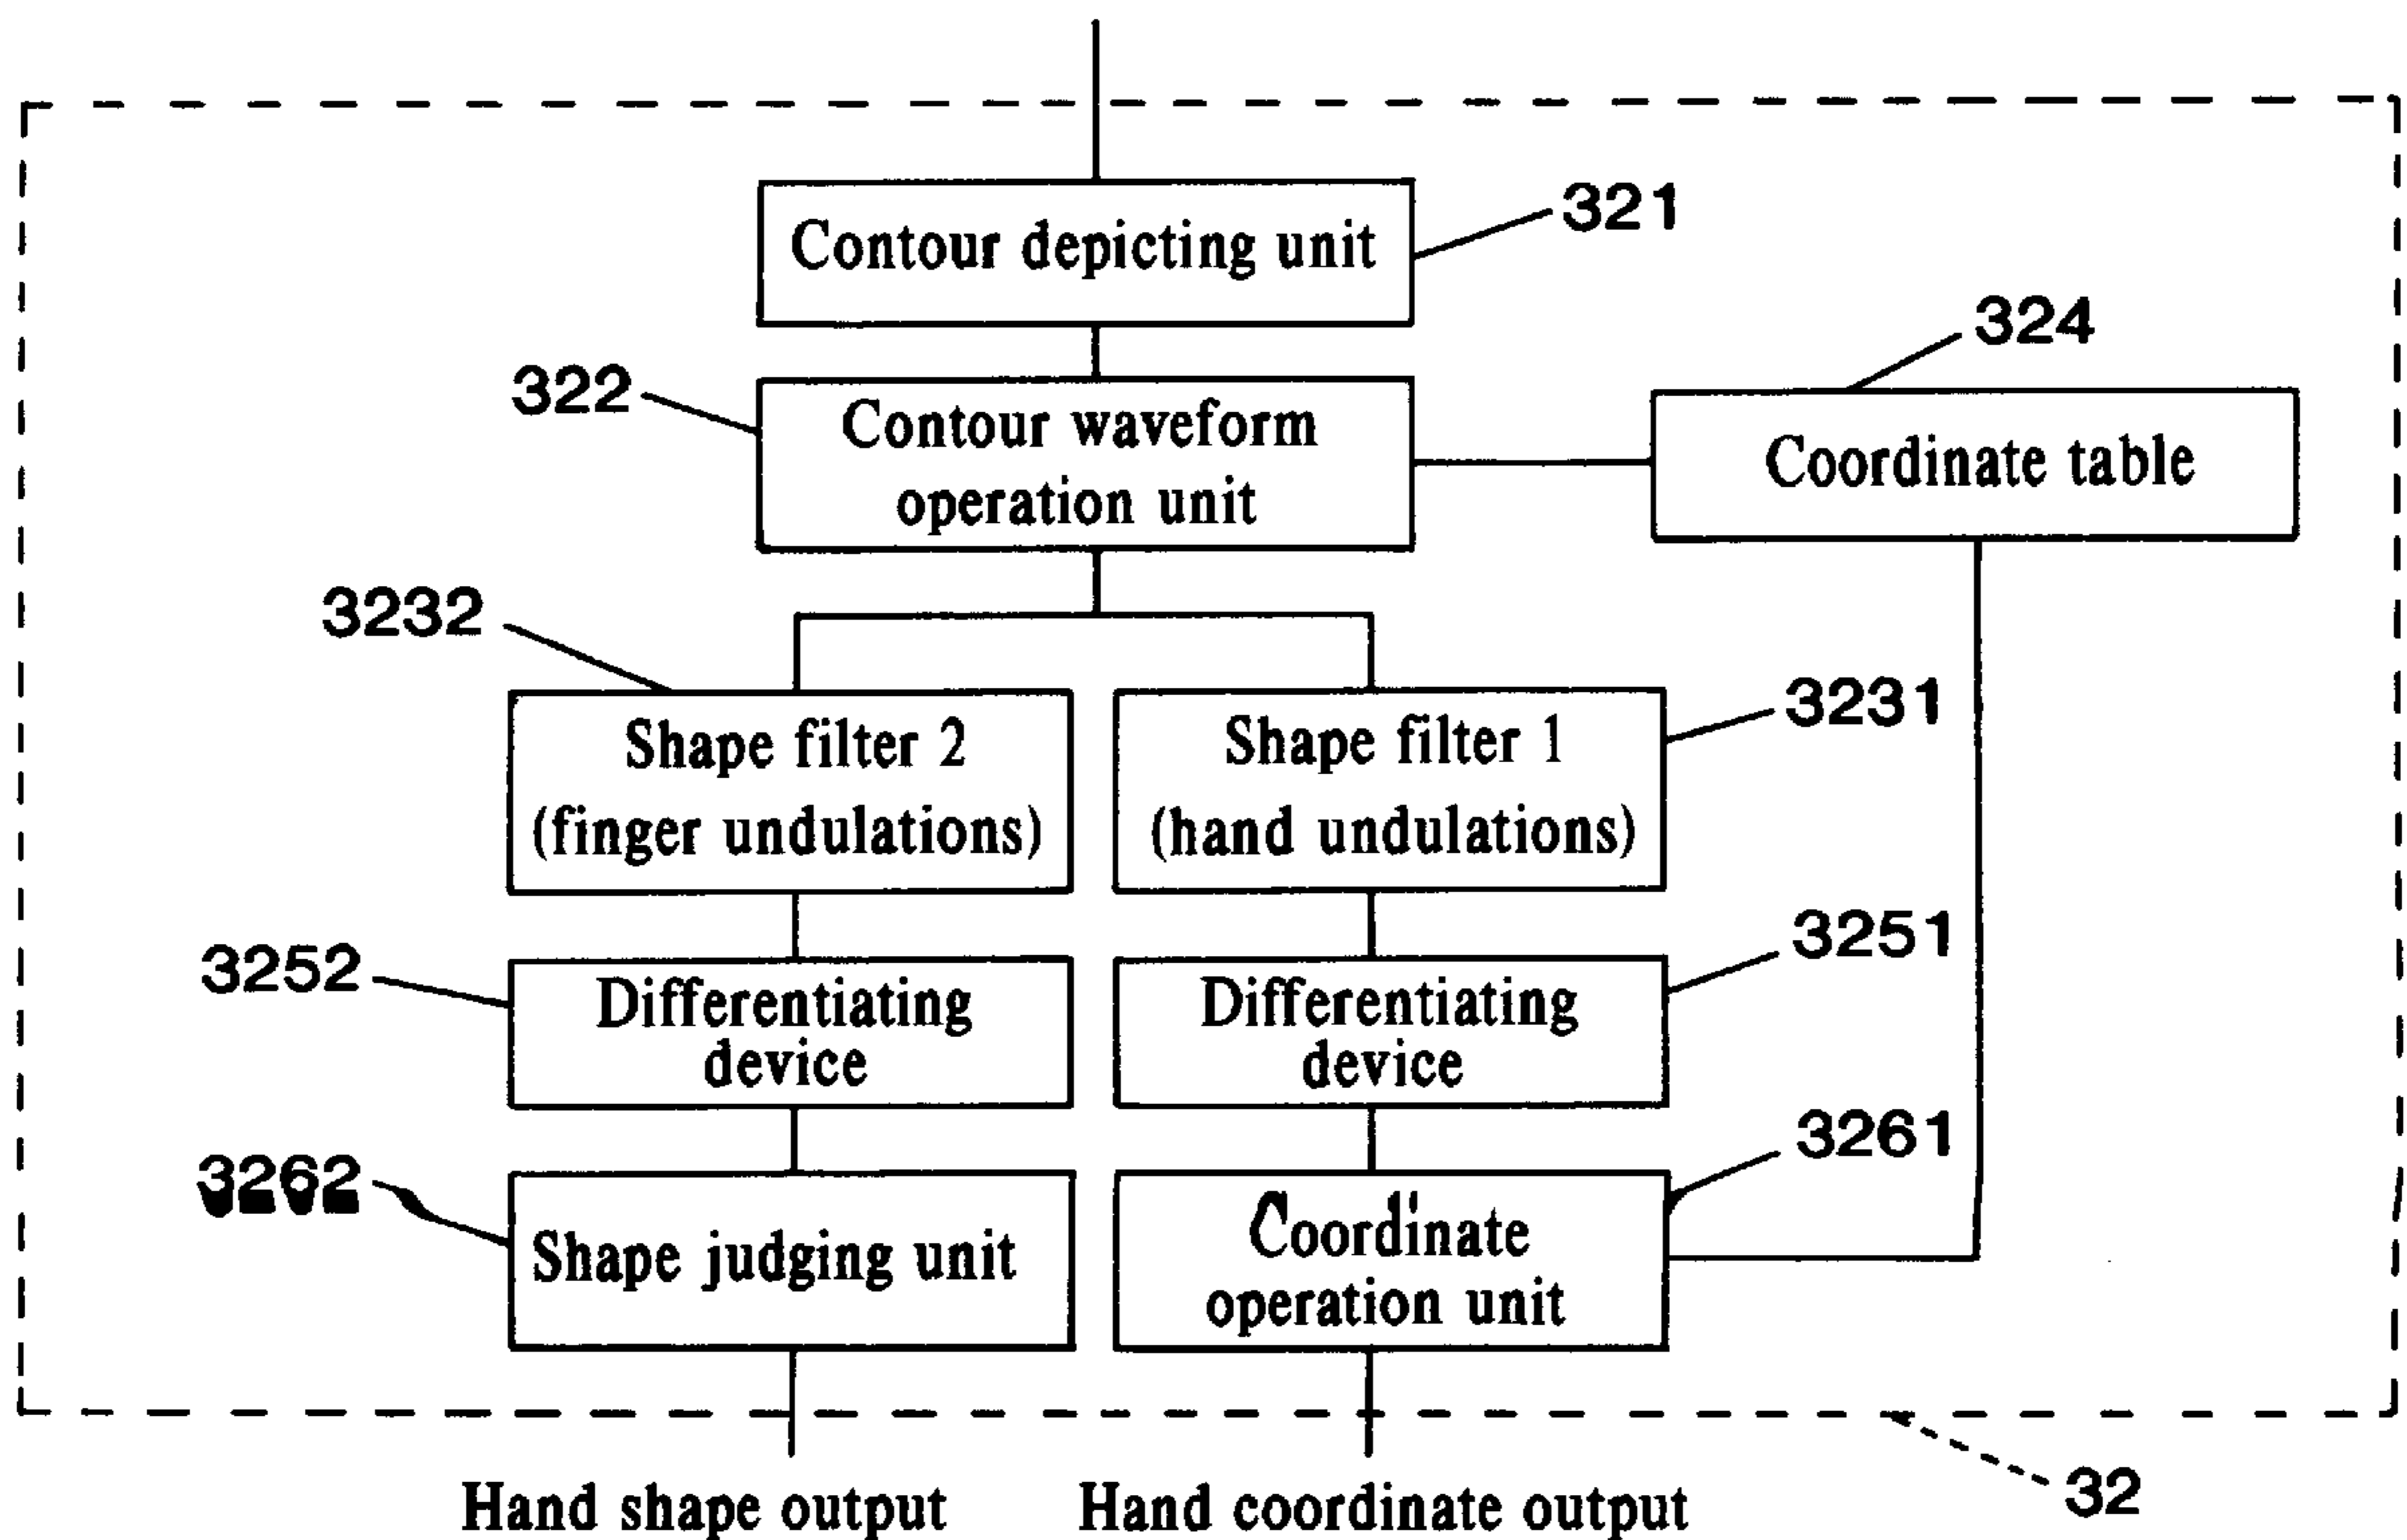 Contour depicting unit
321
324
322
Contour waveform
operation unit
Coordinate table
3232
3231
Shape filter 2
(finger undulations)
Shape filter 1
(hand undulations)
3252
3251
Differentiating
device
Differentiating
device
3262
3261
Shape judging unit
Coordinate
operation unit
32
Hand shape output
Hand coordinate output